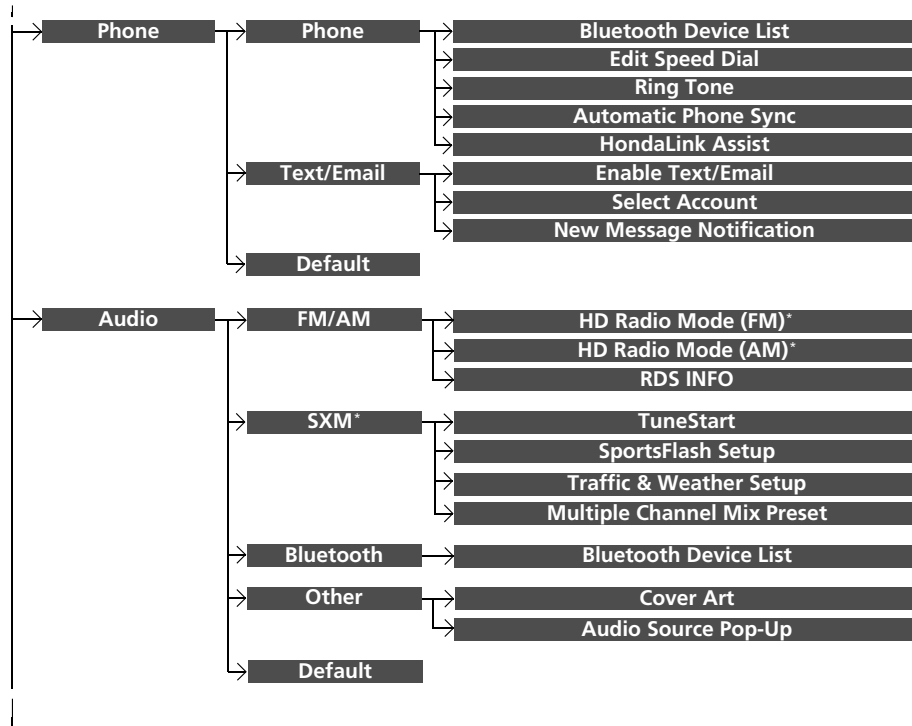 Phone Phone Bluetooth Device List
Edit Speed Dial
Ring Tone
Automatic Phone Sync
HondaLink Assist
Text/Email Enable Text/Email
Select Account
New Message Notification
Default
Audio FM/AM HD Radio Mode (FM)*
HD Radio Mode (AM)*
RDS INFO
SXM* TuneStart
SportsFlash Setup
Traffic & Weather Setup
Multiple Channel Mix Preset
Bluetooth Bluetooth Device List
Other Cover Art
Audio Source Pop-Up
Default